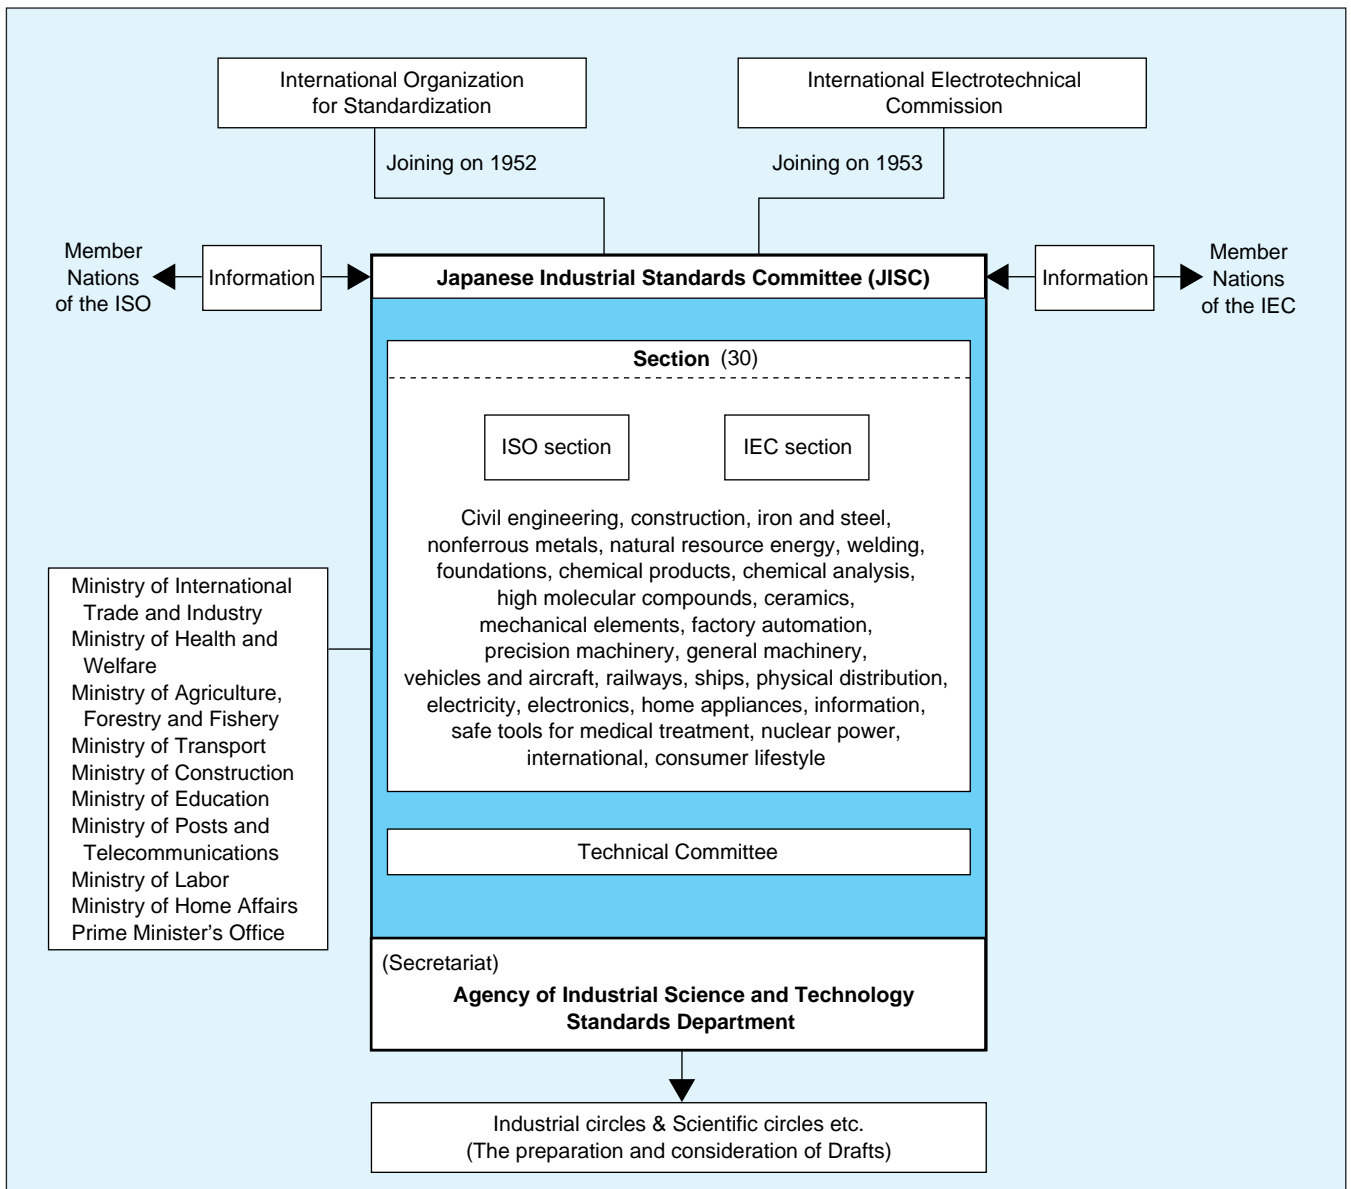 International Organization
for Standardization
International Electrotechnical
Commission
Joining on 1952
Joining on 1953
Member
Nations
of the ISO
Information
Japanese Industrial Standards Committee (JISC)
Information
Member
Nations
of the IEC
Section (30)
ISO section
IEC section
Civil engineering, construction, iron and steel,
nonferrous metals, natural resource energy, welding,
foundations, chemical products, chemical analysis,
high molecular compounds, ceramics,
mechanical elements, factory automation,
precision machinery, general machinery,
vehicles and aircraft, railways, ships, physical distribution,
electricity, electronics, home appliances, information,
safe tools for medical treatment, nuclear power,
international, consumer lifestyle
Ministry of International
Trade and Industry
Ministry of Health and
Welfare
Ministry of Agriculture,
Forestry and Fishery
Ministry of Transport
Ministry of Construction
Ministry of Education
Ministry of Posts and
Telecommunications
Ministry of Labor
Ministry of Home Affairs
Prime Minister's Office
Technical Committee
(Secretariat)
Agency of Industrial Science and Technology
Standards Department
Industrial circles & Scientific circles etc.
(The preparation and consideration of Drafts)